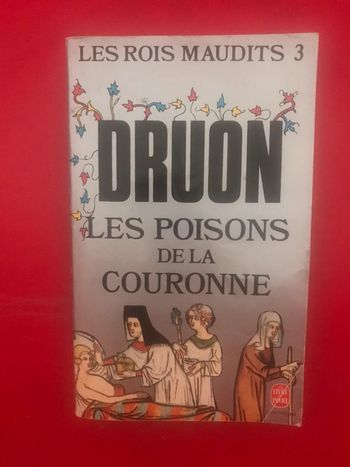 LES ROIS MAUDITS 3
DRUON
LES POISONS
DE LA
COURONNE
LE
LIVRE
DE
POCHE